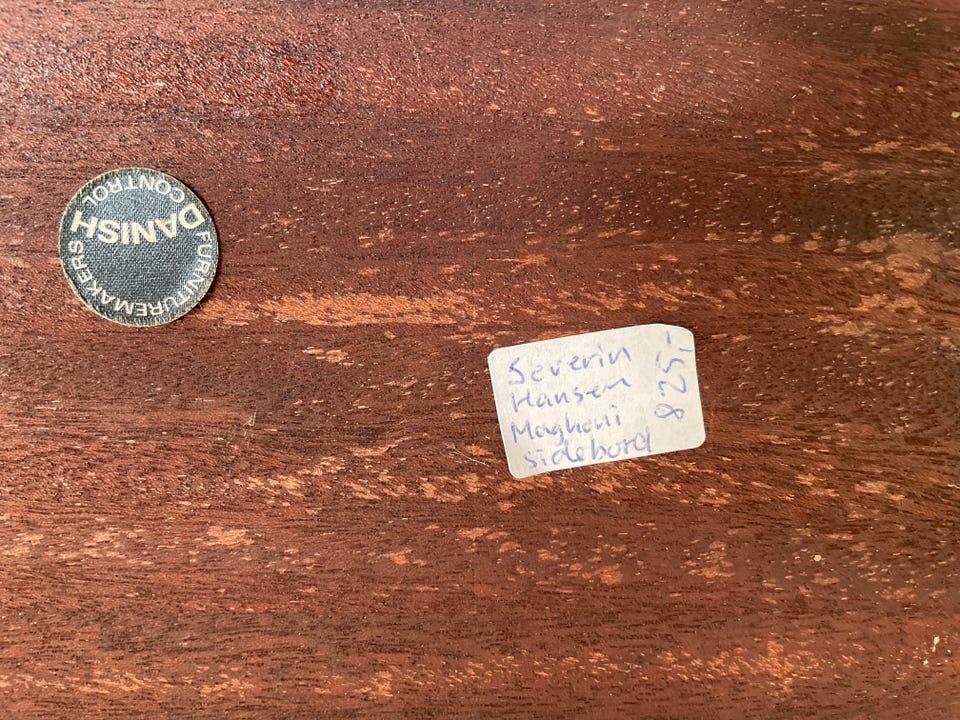 DANISH
FURNITUREMAKERS
CONTROL
Severin
Hansen
Maghoni
sidebord
825,-